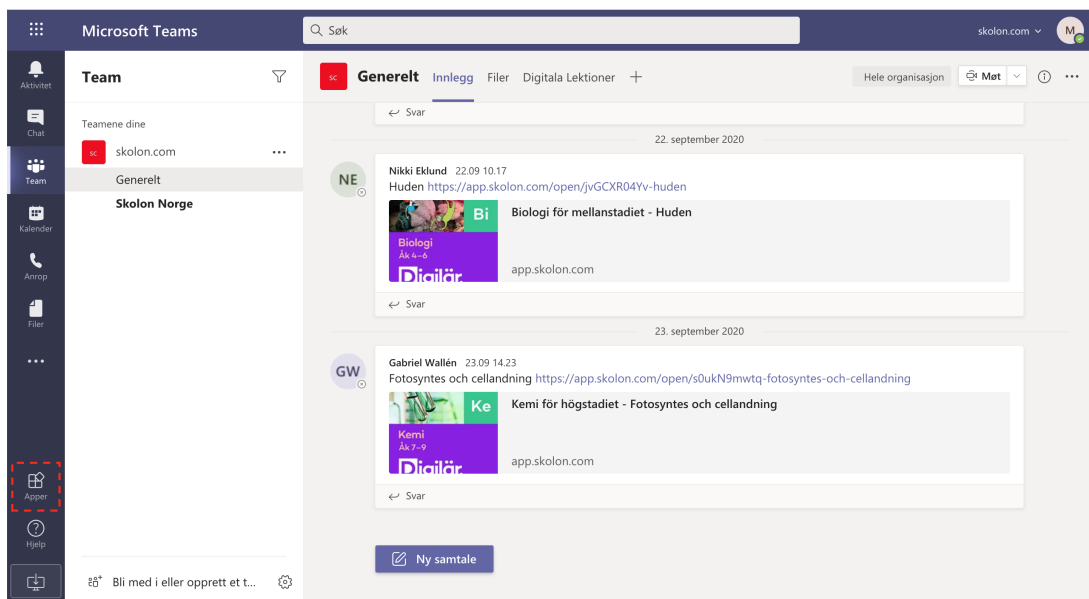 Microsoft Teams
Søk
skolon.com
M
Aktivitet
Chat
Team
Kalender
Anrop
Filer
Apper
Hjelp
Team
Teamene dine
sc skolon.com
Generelt
Skolon Norge
Bli med i eller opprett et t...
sc Generelt Innlegg Filer Digitala Lektioner
Hele organisasjon Møt
Svar
22. september 2020
NE
Nikki Eklund 22.09 10.17
Huden https://app.skolon.com/open/jvGCXR04Yv-huden
Bi
Biologi
Åk 4–6
Digilär
Biologi för mellanstadiet - Huden
app.skolon.com
Svar
23. september 2020
GW
Gabriel Wallén 23.09 14.23
Fotosyntes och cellandning https://app.skolon.com/open/s0ukN9mwtq-fotosyntes-och-cellandning
Ke
Kemi
Åk 7–9
Digilär
Kemi för högstadiet - Fotosyntes och cellandning
app.skolon.com
Svar
Ny samtale